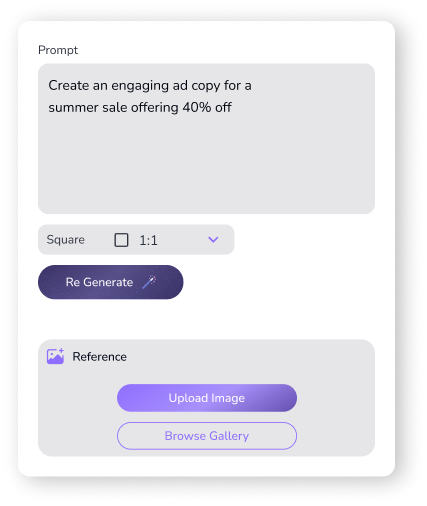 Prompt
Create an engaging ad copy for a
summer sale offering 40% off
Square 1:1
Re Generate
Reference
Upload Image
Browse Gallery